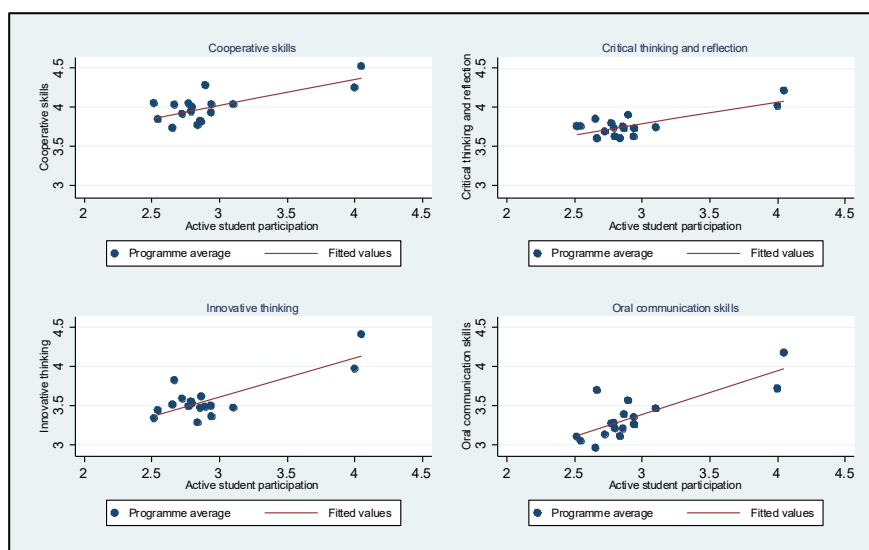 Cooperative skills
Cooperative skills
4.5
4
3.5
3
2 2.5 3 3.5 4 4.5
Active student participation
Programme average Fitted values
Critical thinking and reflection
Critical thinking and reflection
4.5
4
3.5
3
2 2.5 3 3.5 4 4.5
Active student participation
Programme average Fitted values
Innovative thinking
Innovative thinking
4.5
4
3.5
3
2 2.5 3 3.5 4 4.5
Active student participation
Programme average Fitted values
Oral communication skills
Oral communication skills
4.5
4
3.5
3
2 2.5 3 3.5 4 4.5
Active student participation
Programme average Fitted values